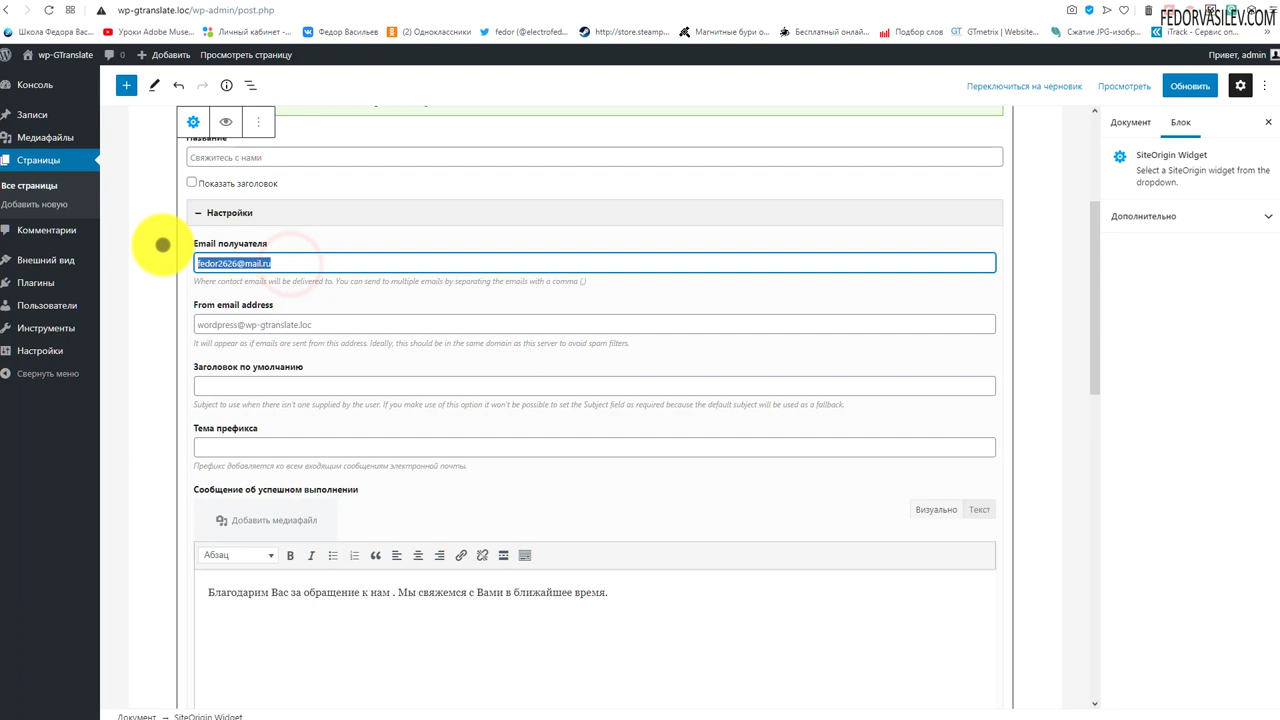 wp-gtranslate.loc/wp-admin/post.php
FEDORVASILEV.COM
Школа Федора Вас... Уроки Adobe Muse... Личный кабинет -... Федор Васильев (2) Одноклассники fedor (@electrofed... http://store.steamp... Магнитные бури о... Бесплатный онлай... Подбор слов GTmetrix | Website... Сжатие JPG-изобр... iTrack - Сервис оп... »
wp-GTranslate 0 Добавить Просмотреть страницу Привет, admin
Консоль
Записи
Медиафайлы
Страницы
Все страницы
Добавить новую
Комментарии
Внешний вид
Плагины
Пользователи
Инструменты
Настройки
Свернуть меню
Переключиться на черновик Просмотреть Обновить
Название
Свяжитесь с нами
Показать заголовок
Настройки
Email получателя
fedor2626@mail.ru
Where contact emails will be delivered to. You can send to multiple emails by separating the emails with a comma (,)
From email address
wordpress@wp-gtranslate.loc
It will appear as if emails are sent from this address. Ideally, this should be in the same domain as this server to avoid spam filters.
Заголовок по умолчанию
Subject to use when there isn't one supplied by the user. If you make use of this option it won't be possible to set the Subject field as required because the default subject will be used as a fallback.
Тема префикса
Префикс добавляется ко всем входящим сообщениям электронной почты.
Сообщение об успешном выполнении
Добавить медиафайл
Визуально Текст
Абзац B I
Благодарим Вас за обращение к нам . Мы свяжемся с Вами в ближайшее время.
Документ Блок
SiteOrigin Widget
Select a SiteOrigin widget from the
dropdown.
Дополнительно
Документ → SiteOrigin Widget